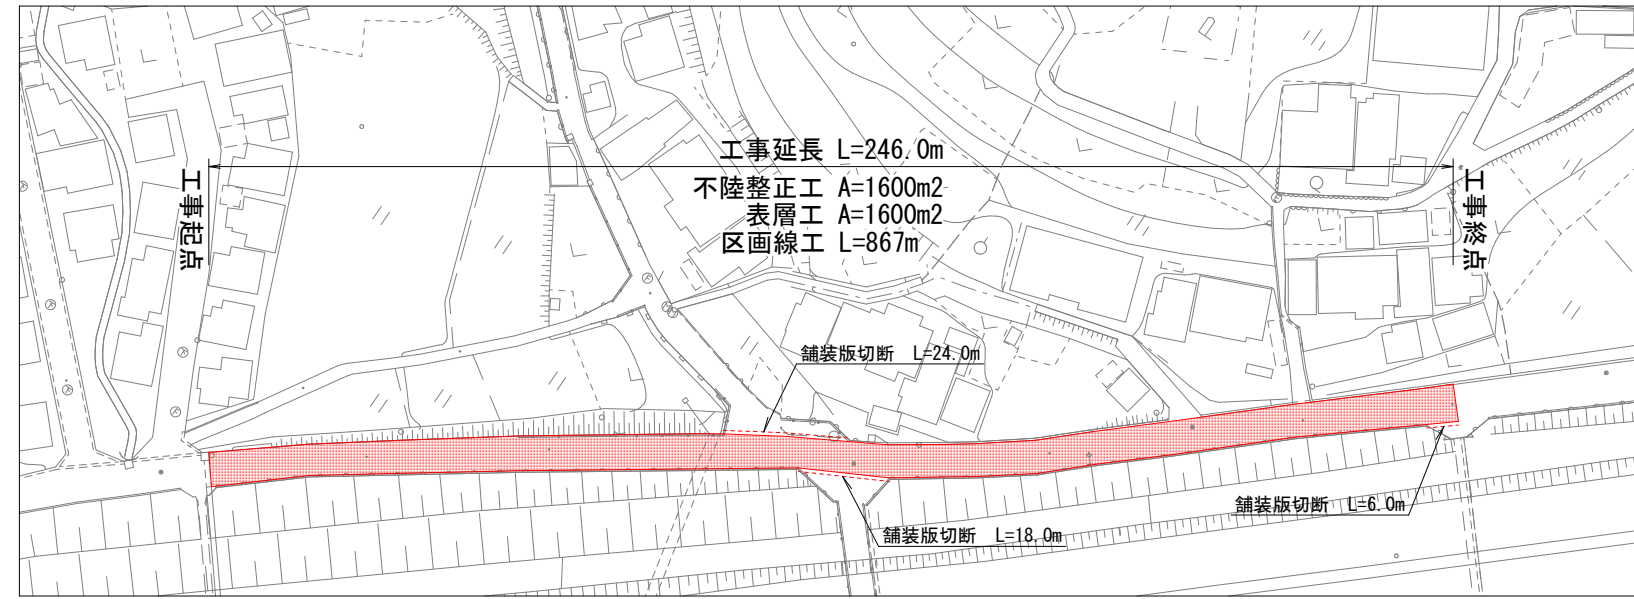 工事延長 L=246.0m
不陸整正工 A=1600m2
表層工 A=1600m2
区画線工 L=867m
工事起点
工事終点
舗装版切断 L=24.0m
舗装版切断 L=6.0m
舗装版切断 L=18.0m